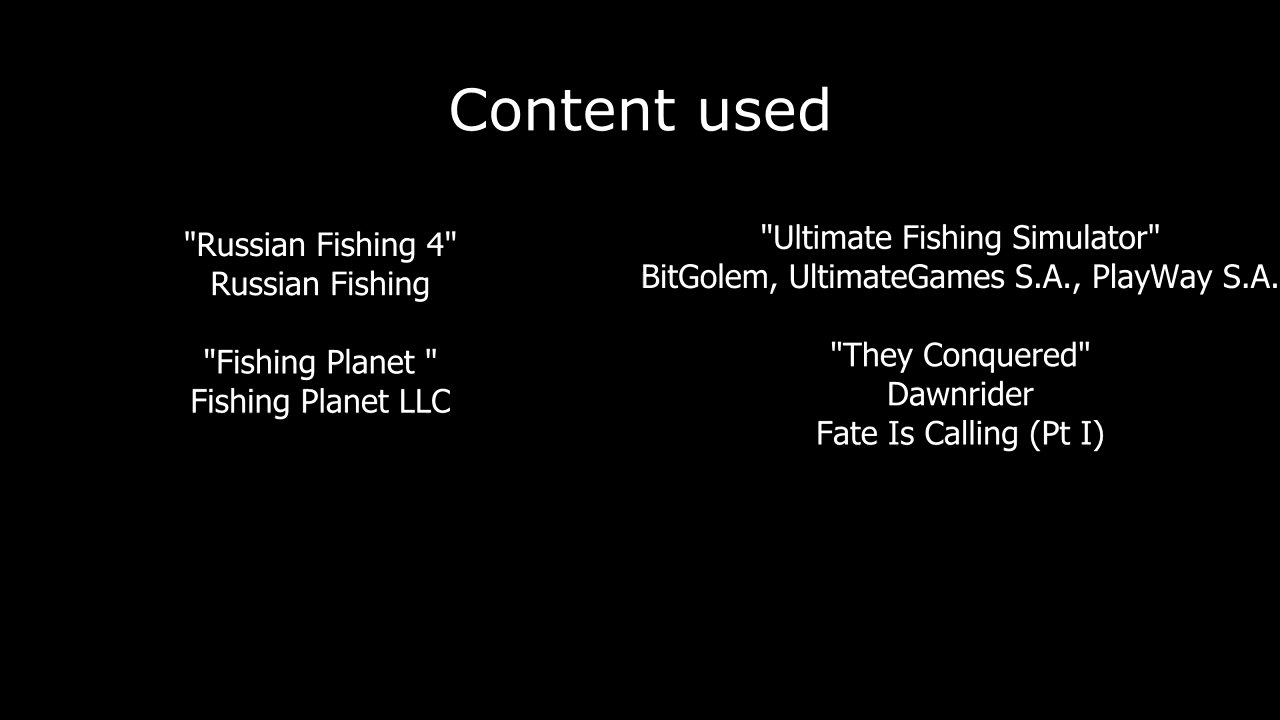 Content used
"Russian Fishing 4"
Russian Fishing
"Fishing Planet "
Fishing Planet LLC
"Ultimate Fishing Simulator"
BitGolem, UltimateGames S.A., PlayWay S.A.
"They Conquered"
Dawnrider
Fate Is Calling (Pt I)